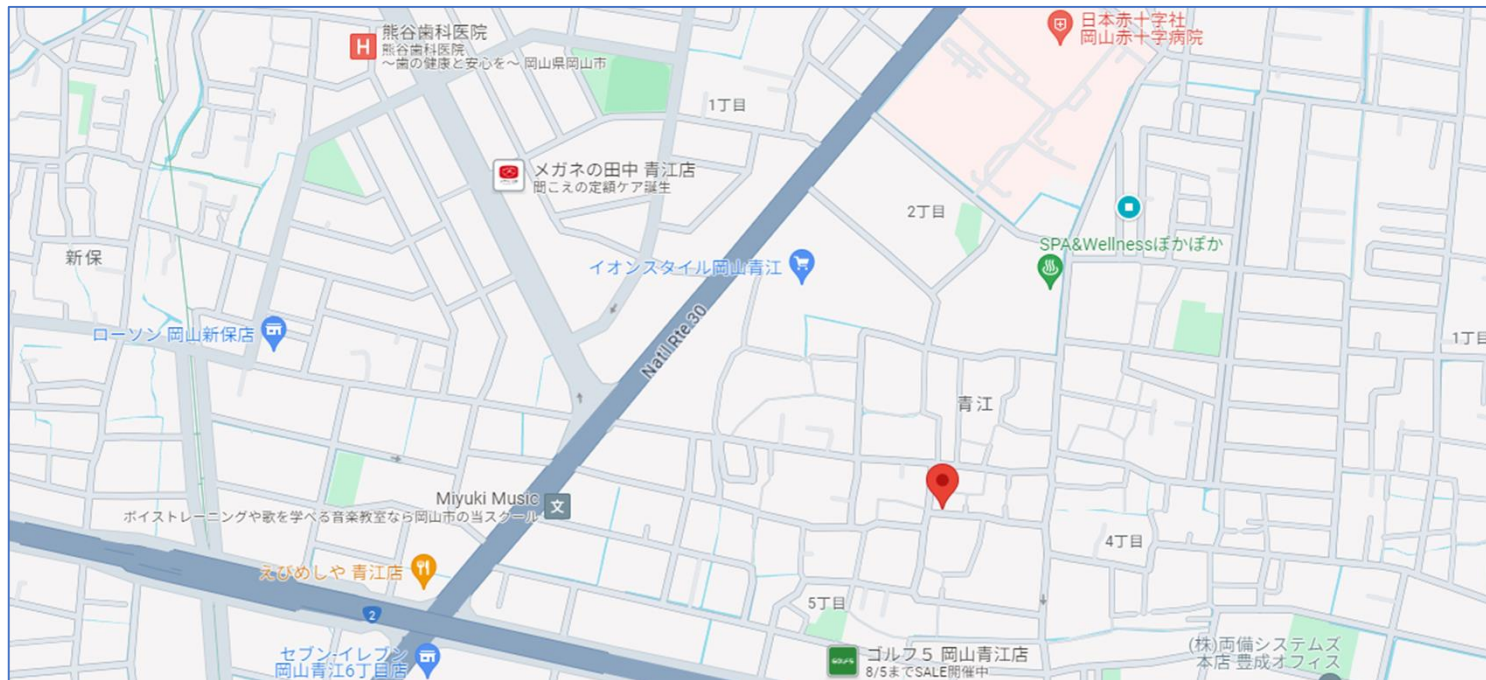 熊谷歯科医院
熊谷歯科医院
～歯の健康と安心を～ 岡山県岡山市
日本赤十字社
岡山赤十字病院
1丁目
メガネの田中 青江店
聞こえの定額ケア誕生
2丁目
SPA&Wellnessぽかぽか
新保
イオンスタイル岡山青江
Nat'l Rte 30
ローソン 岡山新保店
1丁目
青江
Miyuki Music
ボイストレーニングや歌を学べる音楽教室なら岡山市の当スクール
4丁目
えびめしや 青江店
2
5丁目
セブン-イレブン
岡山青江6丁目店
ゴルフ5 岡山青江店
8/5までSALE開催中
(株)両備システムズ
本店 豊成オフィス